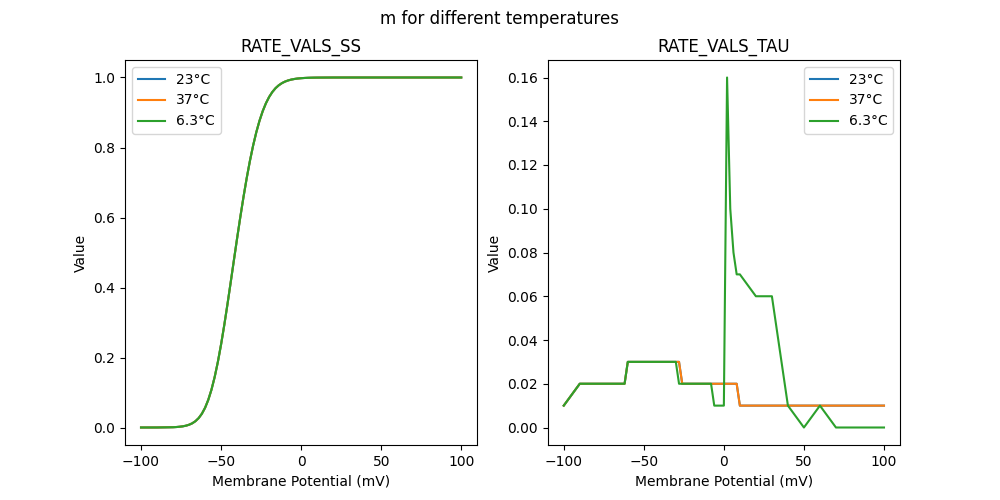 m for different temperatures
RATE_VALS_SS
Value
1.0
0.8
0.6
0.4
0.2
0.0
23°C
37°C
6.3°C
−100
−50
0
50
100
Membrane Potential (mV)
RATE_VALS_TAU
Value
0.16
0.14
0.12
0.10
0.08
0.06
0.04
0.02
0.00
23°C
37°C
6.3°C
−100
−50
0
50
100
Membrane Potential (mV)